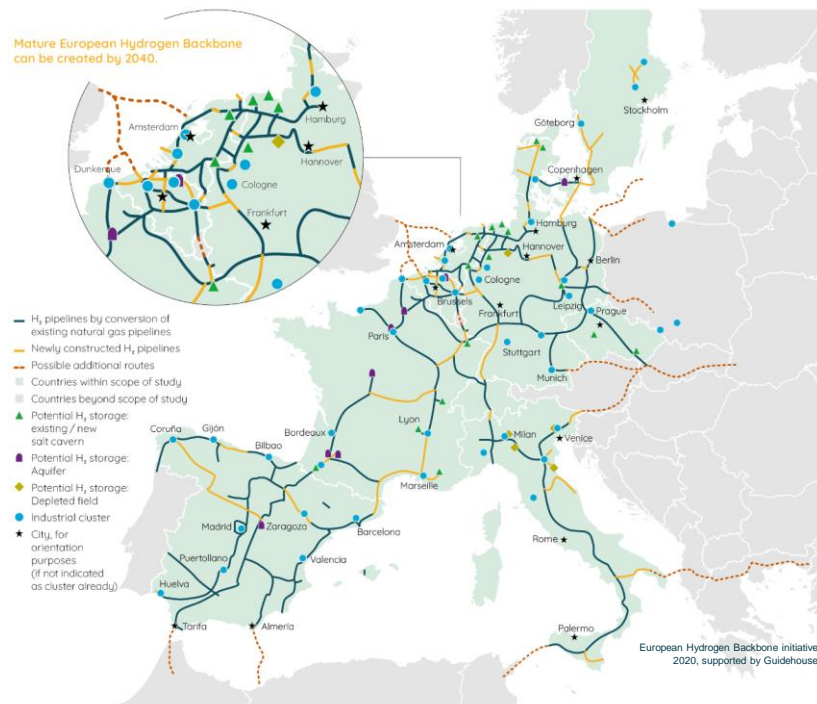 Mature European Hydrogen Backbone
can be created by 2040.
Amsterdam
Hamburg
Hannover
Dunkerque
Cologne
Frankfurt
Stockholm
Göteborg
Copenhagen
Hamburg
Amsterdam
Hannover
Berlin
Cologne
Brussels
Leipzig
Frankfurt
Prague
Paris
Stuttgart
Munich
H₂ pipelines by conversion of
existing natural gas pipelines
Newly constructed H₂ pipelines
Possible additional routes
Countries within scope of study
Countries beyond scope of study
Potential H₂ storage:
existing / new
salt cavern
Potential H₂ storage:
Aquifer
Potential H₂ storage:
Depleted field
Industrial cluster
City, for
orientation
purposes
(if not indicated
as cluster already)
Lyon
Milan
Venice
Coruña
Gijón
Bilbao
Bordeaux
Marseille
Madrid
Zaragoza
Barcelona
Puertollano
Valencia
Huelva
Rome
Tarifa
Almería
Palermo
European Hydrogen Backbone initiative
2020, supported by Guidehouse